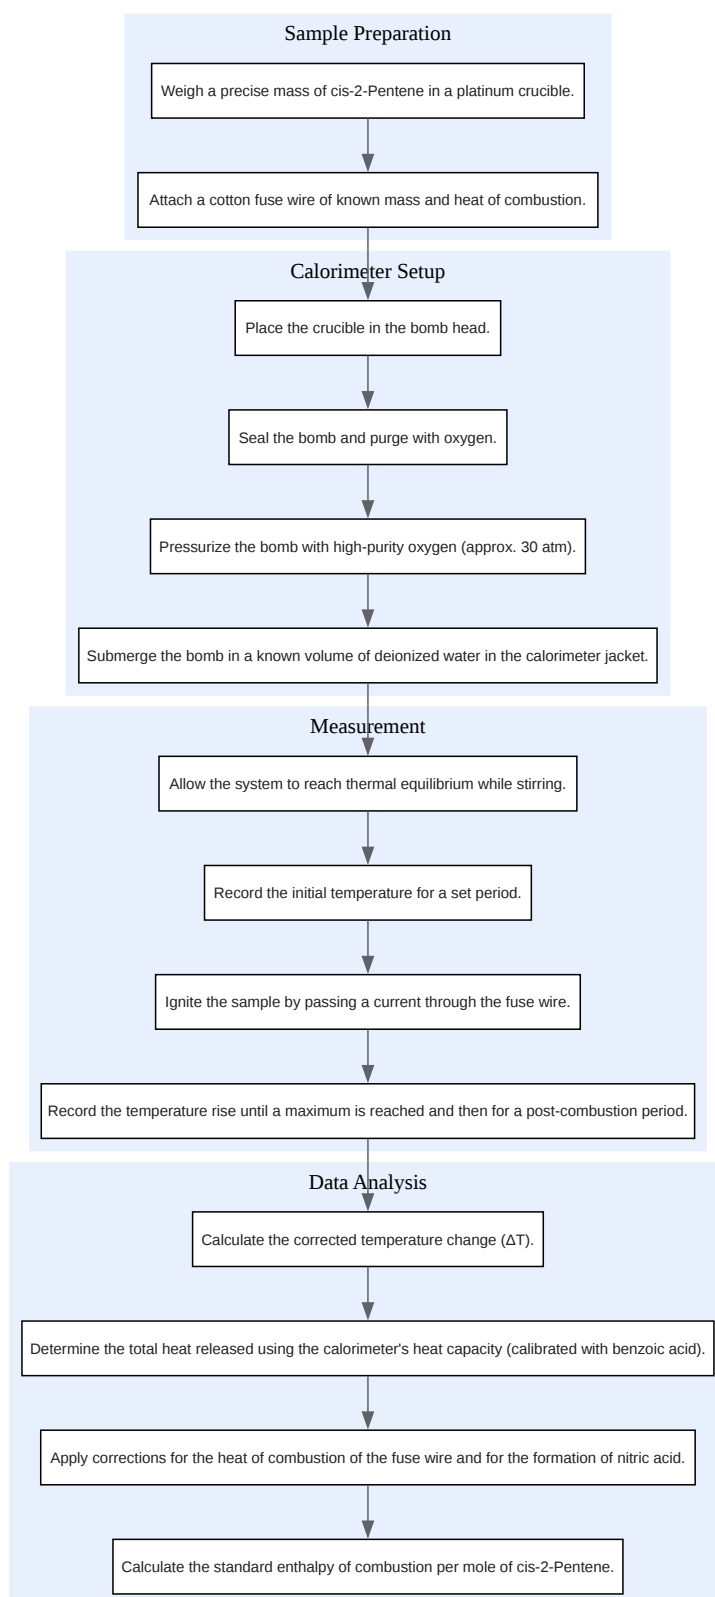 Sample Preparation
Weigh a precise mass of cis-2-Pentene in a platinum crucible.
Attach a cotton fuse wire of known mass and heat of combustion.
Calorimeter Setup
Place the crucible in the bomb head.
Seal the bomb and purge with oxygen.
Pressurize the bomb with high-purity oxygen (approx. 30 atm).
Submerge the bomb in a known volume of deionized water in the calorimeter jacket.
Measurement
Allow the system to reach thermal equilibrium while stirring.
Record the initial temperature for a set period.
Ignite the sample by passing a current through the fuse wire.
Record the temperature rise until a maximum is reached and then for a post-combustion period.
Data Analysis
Calculate the corrected temperature change (ΔT).
Determine the total heat released using the calorimeter's heat capacity (calibrated with benzoic acid).
Apply corrections for the heat of combustion of the fuse wire and for the formation of nitric acid.
Calculate the standard enthalpy of combustion per mole of cis-2-Pentene.